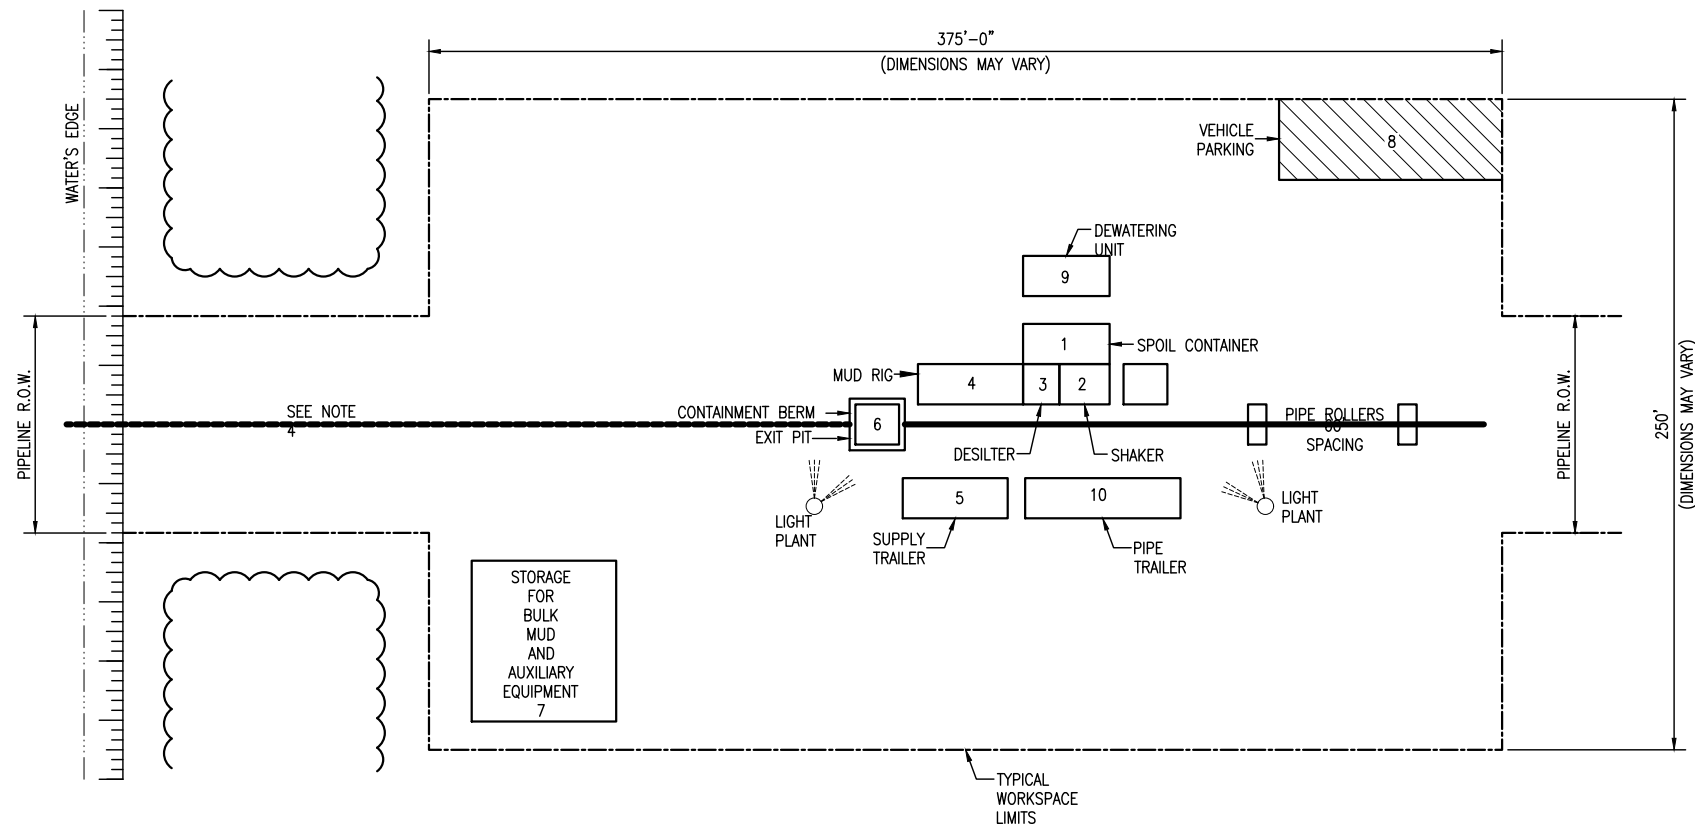 375'-0"
(DIMENSIONS MAY VARY)
WATER'S EDGE
VEHICLE
PARKING
8
DEWATERING
UNIT
9
1
SPOIL CONTAINER
MUD RIG
4
3
2
PIPELINE R.O.W.
SEE NOTE
4
CONTAINMENT BERM
EXIT PIT
6
PIPE ROLLERS
SPACING
DESILTER
SHAKER
PIPELINE R.O.W.
250'
(DIMENSIONS MAY VARY)
5
10
LIGHT
PLANT
LIGHT
PLANT
SUPPLY
TRAILER
PIPE
TRAILER
STORAGE
FOR
BULK
MUD
AND
AUXILIARY
EQUIPMENT
7
TYPICAL
WORKSPACE
LIMITS